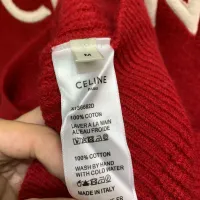 M
CELINE
PARIS
100% COTON
LAVER A LA MAIN
EAU FROIDE
100% COTTON
WASH BY HAND
WITH COLD WATER
MADE IN ITALY